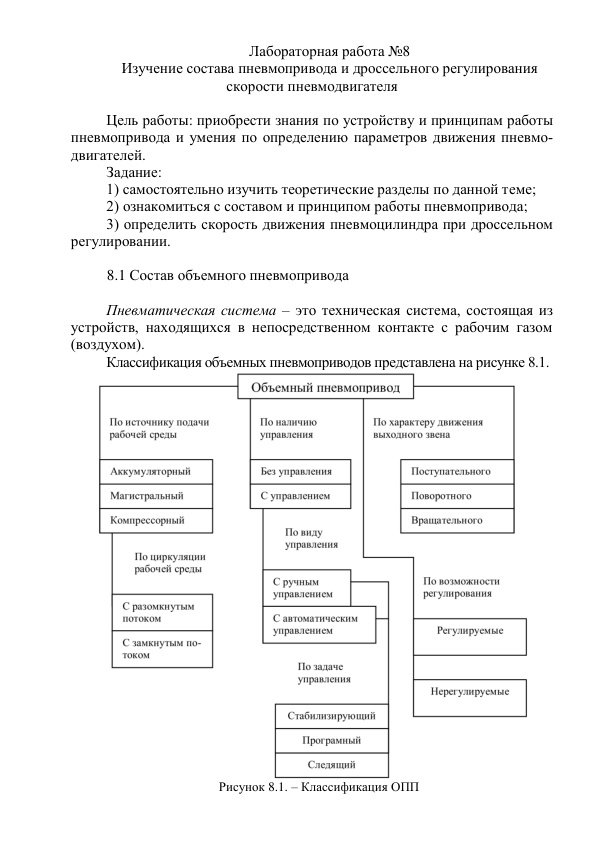 Лабораторная работа №8
Изучение состава пневмопривода и дроссельного регулирования
скорости пневмодвигателя
Цель работы: приобрести знания по устройству и принципам работы
пневмопривода и умения по определению параметров движения пневмо-
двигателей.
Задание:
1) самостоятельно изучить теоретические разделы по данной теме;
2) ознакомиться с составом и принципом работы пневмопривода;
3) определить скорость движения пневмоцилиндра при дроссельном
регулировании.
8.1 Состав объемного пневмопривода
Пневматическая система – это техническая система, состоящая из
устройств, находящихся в непосредственном контакте с рабочим газом
(воздухом).
Классификация объемных пневмоприводов представлена на рисунке 8.1.
Объемный пневмопривод
По источнику подачи
рабочей среды
Аккумуляторный
Магистральный
Компрессорный
По циркуляции
рабочей среды
С разомкнутым
потоком
С замкнутым по-
током
По наличию
управления
Без управления
С управлением
По виду
управления
С ручным
управлением
С автоматическим
управлением
По задаче
управления
Стабилизирующий
Програмный
Следящий
По характеру движения
выходного звена
Поступательного
Поворотного
Вращательного
По возможности
регулирования
Регулируемые
Нерегулируемые
Рисунок 8.1. – Классификация ОПП